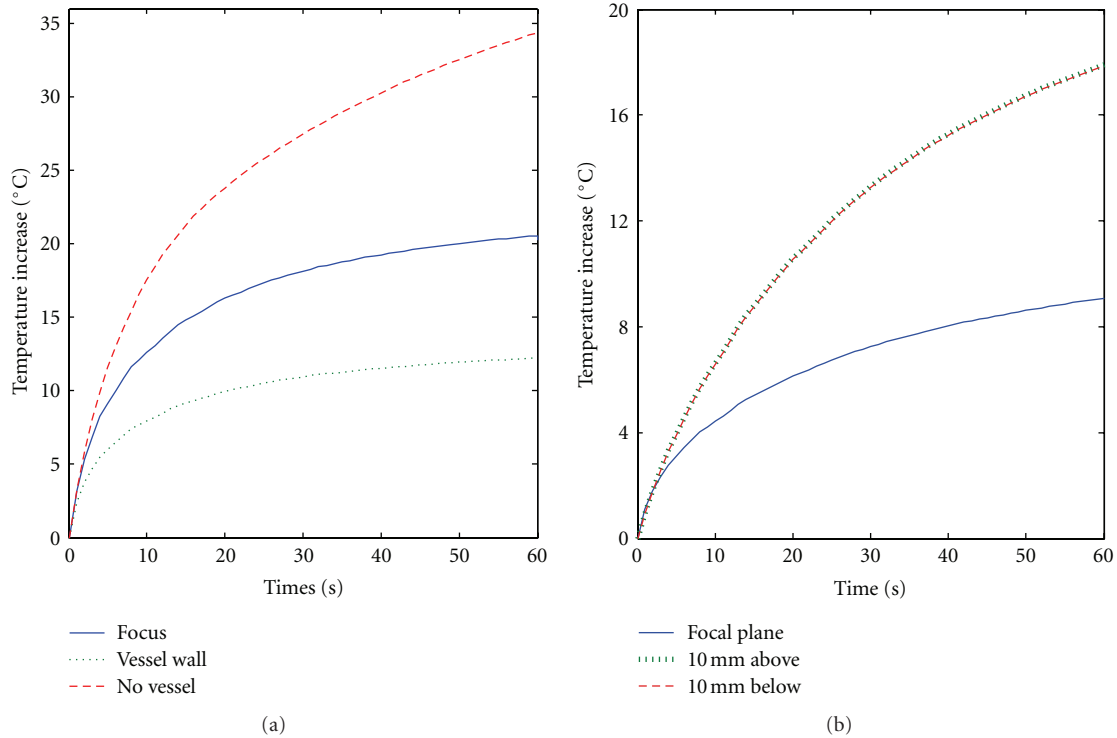 35
30
25
20
15
10
5
0
Temperature increase (°C)
0 10 20 30 40 50 60
Times (s)
Focus
Vessel wall
No vessel
(a)
20
16
12
8
4
0
Temperature increase (°C)
0 10 20 30 40 50 60
Time (s)
Focal plane
10 mm above
10 mm below
(b)